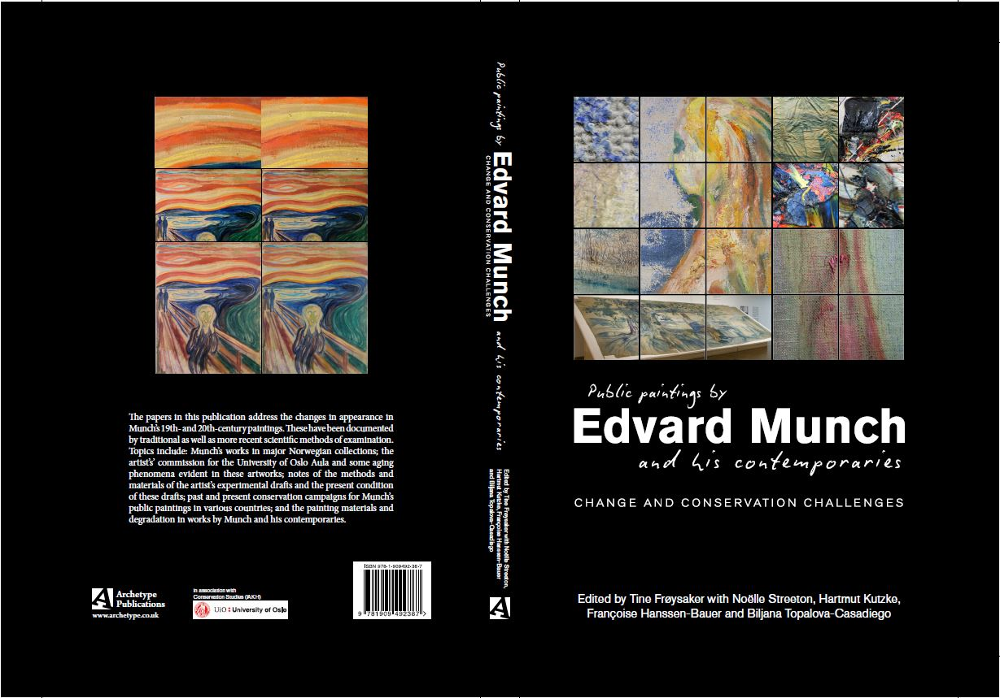 The papers in this publication address the changes in appearance in
Munch's 19th- and 20th-century paintings. These have been documented
by traditional as well as more recent scientific methods of examination.
Topics include: Munch's works in major Norwegian collections; the
artist's commission for the University of Oslo Aula and some aging
phenomena evident in these artworks; notes of the methods and
materials of the artist's experimental drafts and the present condition
of these drafts; past and present conservation campaigns for Munch's
public paintings in various countries; and the painting materials and
degradation in works by Munch and his contemporaries.
A
Archetype
Publications
www.archetype.co.uk
in association with
Conservation Studies (IAKH)
UiO : University of Oslo
ISBN 978-1-909492-38-7
9 781909 492387 >
Public paintings by
Edvard Munch
CHANGE AND CONSERVATION CHALLENGES
and his contemporaries
Edited by Tine Frøysaker with Noëlle Streeton,
Hartmut Kutzke, Françoise Hanssen-Bauer
and Biljana Topalova-Casadiego
A
Public paintings by
Edvard Munch
and his contemporaries
CHANGE AND CONSERVATION CHALLENGES
Edited by Tine Frøysaker with Noëlle Streeton, Hartmut Kutzke,
Françoise Hanssen-Bauer and Biljana Topalova-Casadiego